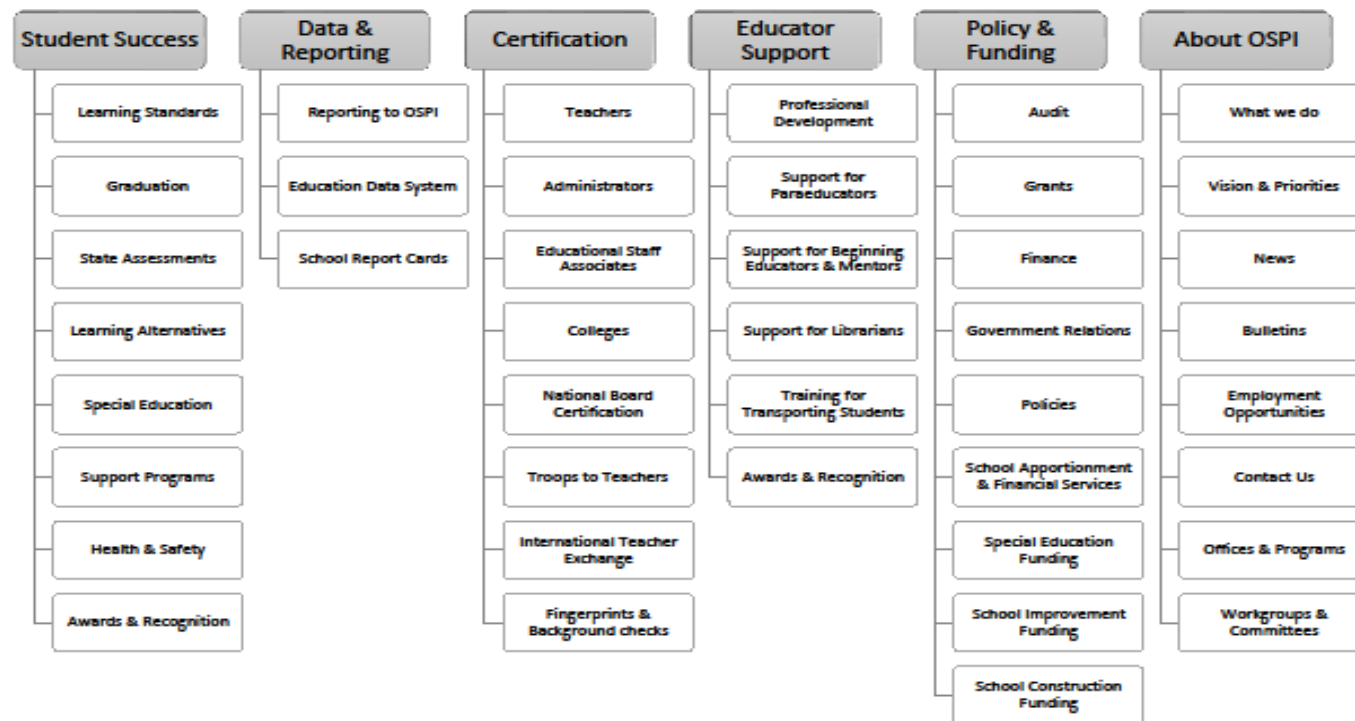 Student Success
Learning Standards
Graduation
State Assessments
Learning Alternatives
Special Education
Support Programs
Health & Safety
Awards & Recognition
Data &
Reporting
Reporting to OSPI
Education Data System
School Report Cards
Certification
Teachers
Administrators
Educational Staff
Associates
Colleges
National Board
Certification
Troops to Teachers
International Teacher
Exchange
Fingerprints &
Background checks
Educator
Support
Professional
Development
Support for
Paraeducators
Support for Beginning
Educators & Mentors
Support for Librarians
Training for
Transporting Students
Awards & Recognition
Policy &
Funding
Audit
Grants
Finance
Government Relations
Policies
School Apportionment
& Financial Services
Special Education
Funding
School Improvement
Funding
School Construction
Funding
About OSPI
What we do
Vision & Priorities
News
Bulletins
Employment
Opportunities
Contact Us
Offices & Programs
Workgroups &
Committees